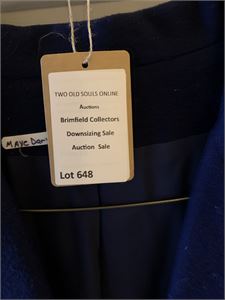 TWO OLD SOULS ONLINE
Auctions
Brimfield Collectors
Downsizing Sale
Auction Sale
Lot 648